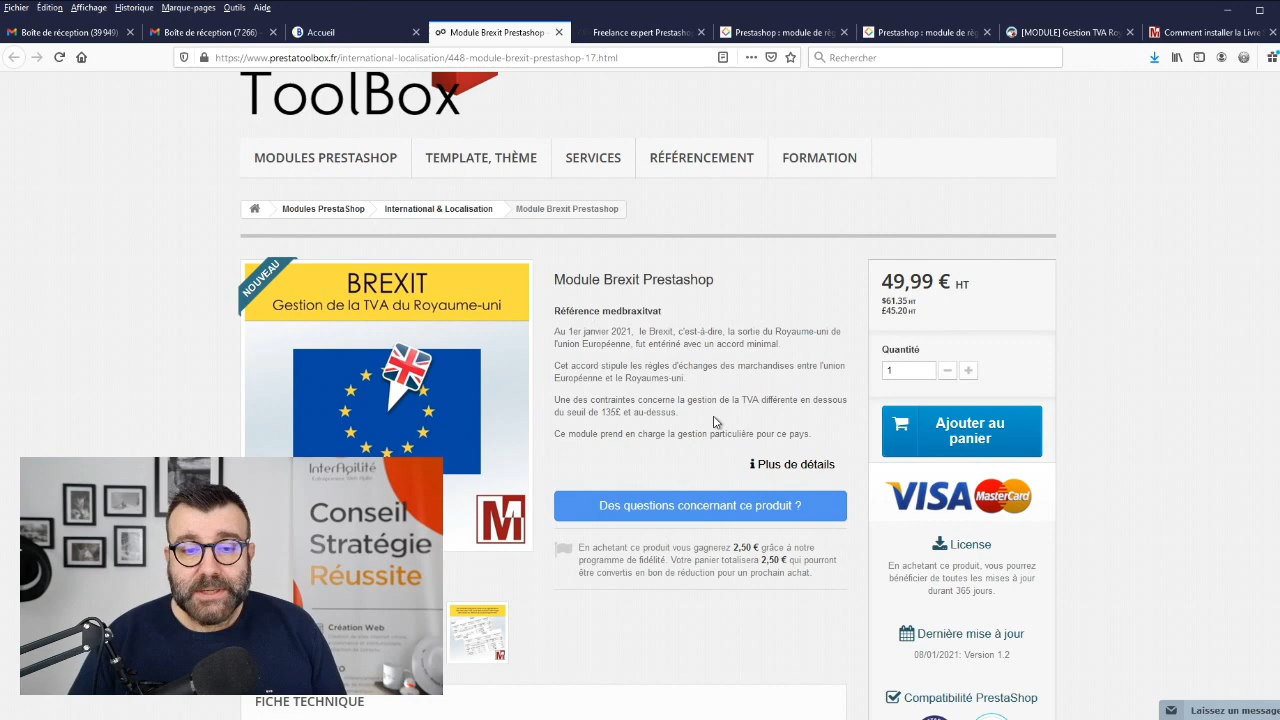 Fichier Édition Affichage Historique Marque-pages Outils Aide
Boîte de réception (39 949)
Boîte de réception (7 266)
Accueil
Module Brexit Prestashop
Freelance expert Prestashop
Prestashop : module de règ
Prestashop : module de règ
[MODULE] Gestion TVA Roy
Comment installer la Livre
https://www.prestatoolbox.fr/international-localisation/448-module-brexit-prestashop-17.html
Rechercher
ToolBox
MODULES PRESTASHOP
TEMPLATE, THÈME
SERVICES
RÉFÉRENCEMENT
FORMATION
Modules PrestaShop
International & Localisation
Module Brexit Prestashop
NOUVEAU
BREXIT
Gestion de la TVA du Royaume-uni
M
Module Brexit Prestashop
Référence medbraxitvat
Au 1er janvier 2021, le Brexit, c'est-à-dire, la sortie du Royaume-uni de
l'union Européenne, fut entériné avec un accord minimal.
Cet accord stipule les règles d'échanges des marchandises entre l'union
Européenne et le Royaumes-uni.
Une des contraintes concerne la gestion de la TVA différente en dessous
du seuil de 135£ et au-dessus.
Ce module prend en charge la gestion particulière pour ce pays.
Plus de détails
Des questions concernant ce produit ?
En achetant ce produit vous gagnerez 2,50 € grâce à notre
programme de fidélité. Votre panier totalisera 2,50 € qui pourront
être convertis en bon de réduction pour un prochain achat.
49,99 € HT
$61.35 HT
£45.20 HT
Quantité
1
Ajouter au
panier
VISA MasterCard
License
En achetant ce produit, vous pourrez
bénéficier de toutes les mises à jour
durant 365 jours.
Dernière mise à jour
08/01/2021: Version 1.2
Compatibilité PrestaShop
InterAgilité
Conseil
Stratégie
Réussite
Création Web
FICHE TECHNIQUE
Laissez un message